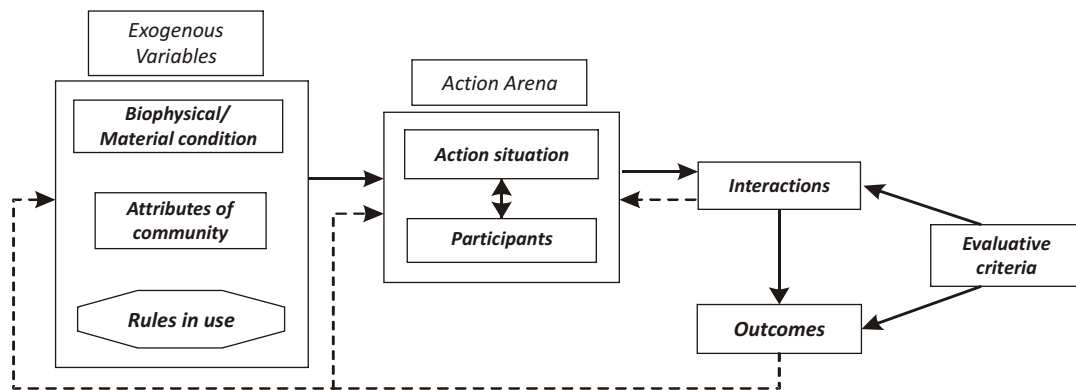 Exogenous
Variables
Biophysical/
Material condition
Attributes of
community
Rules in use
Action Arena
Action situation
Participants
Interactions
Outcomes
Evaluative
criteria